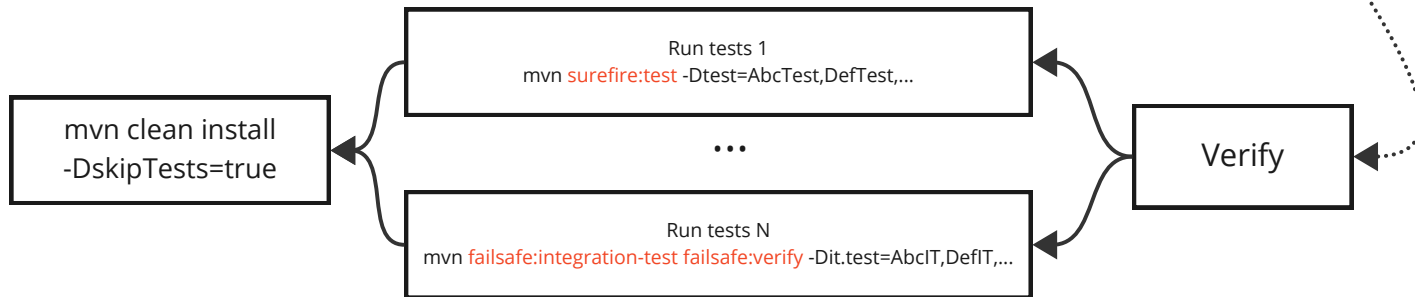 mvn clean install
-DskipTests=true
Run tests 1
mvn surefire:test -Dtest=AbcTest,DefTest,...
...
Run tests N
mvn failsafe:integration-test failsafe:verify -Dit.test=AbcIT,DefIT,...
Verify